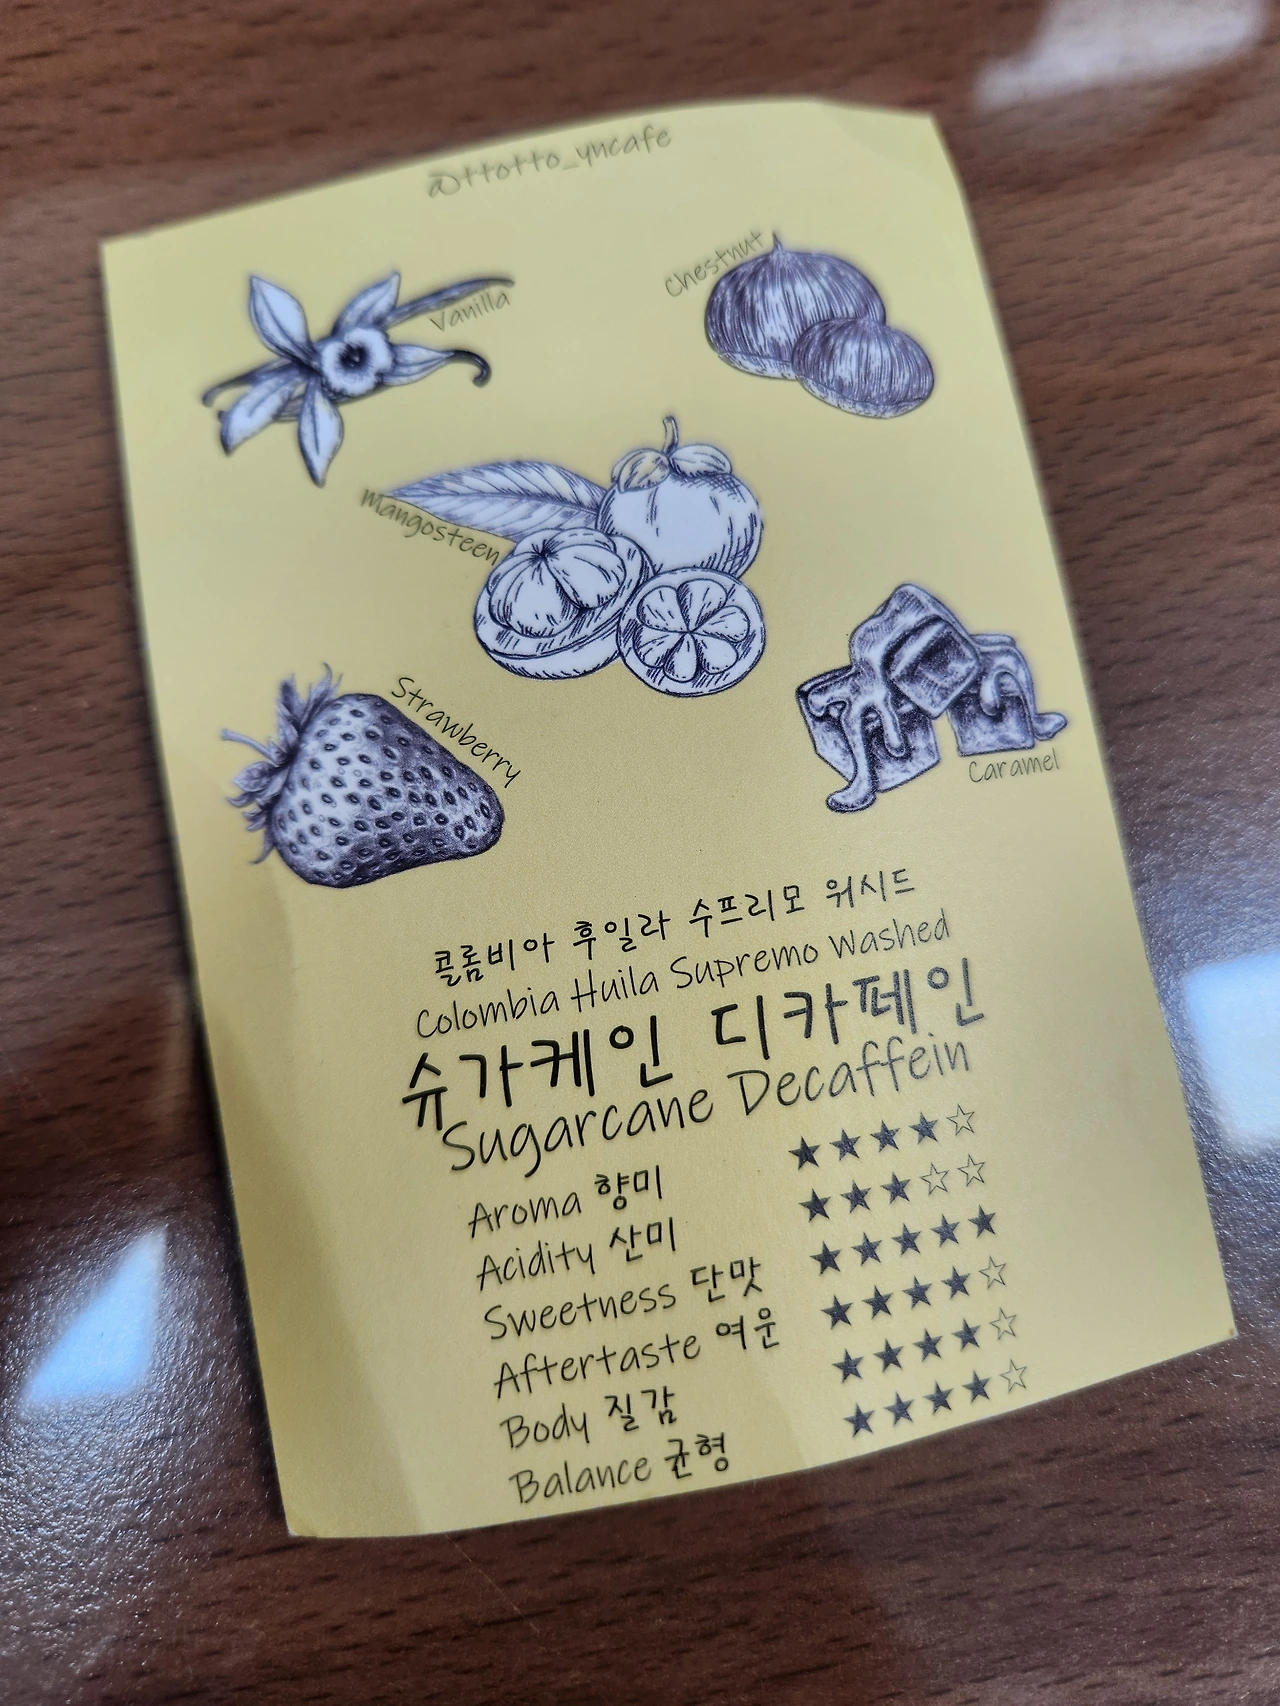 @ttotto_yncafe
Vanilla
Chestnut
Mangosteen
Strawberry
Caramel
콜롬비아 후일라 수프리모 워시드
Colombia Huila Supremo Washed
슈가케인 디카페인
Sugarcane Decaffein
Aroma 향미 ★★★★☆
Acidity 산미 ★★★☆☆
Sweetness 단맛 ★★★★★
Aftertaste 여운 ★★★★☆
Body 질감 ★★★★☆
Balance 균형 ★★★★☆